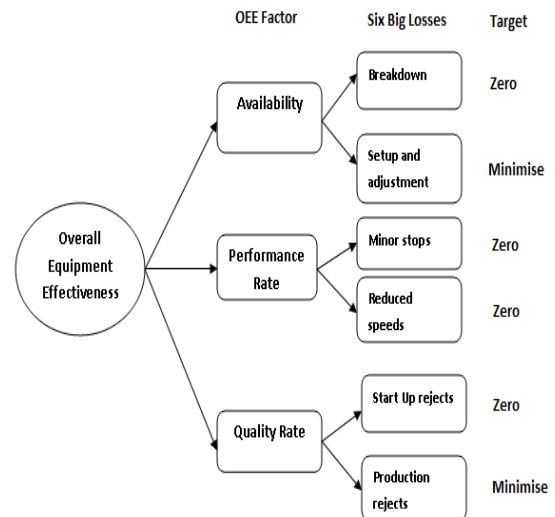 OEE Factor
Six Big Losses
Target
Availability
Breakdown
Zero
Setup and
adjustment
Minimise
Overall
Equipment
Effectiveness
Performance
Rate
Minor stops
Zero
Reduced
speeds
Zero
Quality Rate
Start Up rejects
Zero
Production
rejects
Minimise